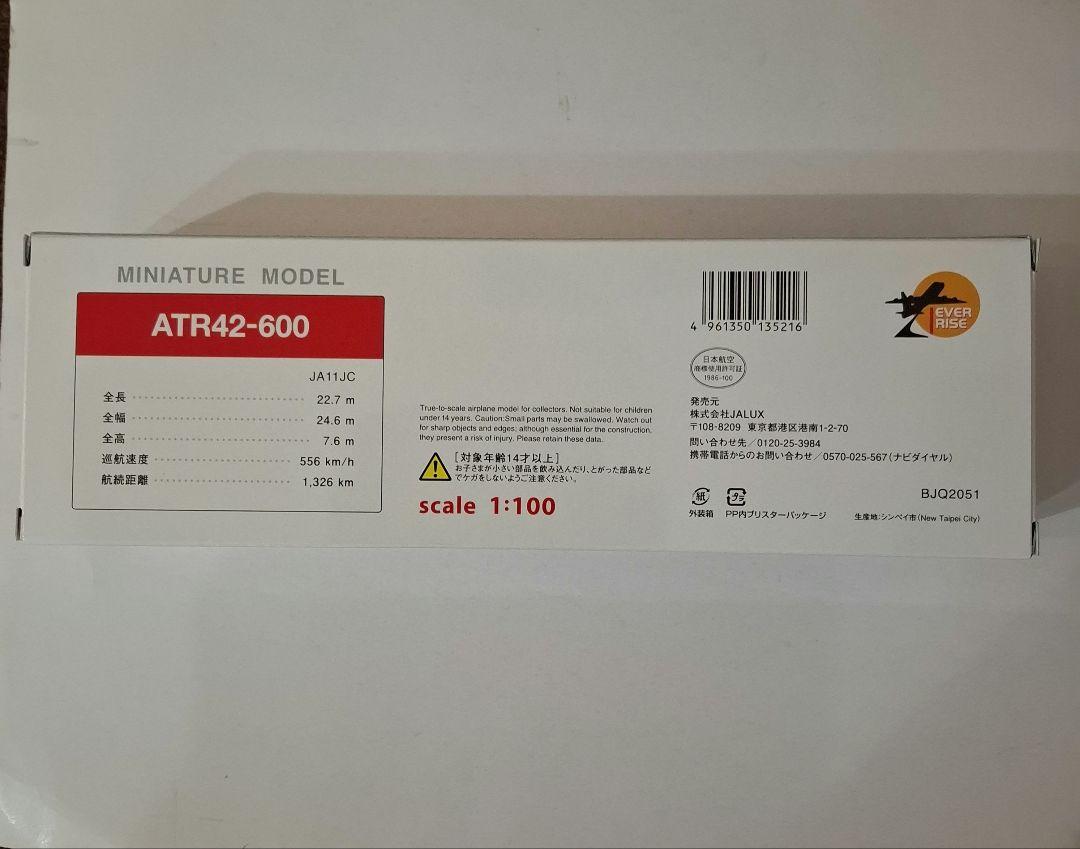 MINIATURE MODEL
ATR42-600
JA11JC
全長 22.7 m
全幅 24.6 m
全高 7.6 m
巡航速度 556 km/h
航続距離 1,326 km
True-to-scale airplane model for collectors. Not suitable for children
under 14 years. Caution:Small parts may be swallowed. Watch out
for sharp objects and edges; although essential for the construction,
they present a risk of injury. Please retain these data.
[対象年齢14才以上]
お子さまが小さい部品を飲み込んだり、とがった部品など
でケガをしないようご注意ください。
scale 1:100
4 961350 135216
EVER
RISE
日本航空
商標使用許可証
1986-100
発売元
株式会社JALUX
〒108-8209 東京都港区港南1-2-70
問い合わせ先/0120-25-3984
携帯電話からのお問い合わせ/0570-025-567(ナビダイヤル)
紙
外装箱
プラ
PP内ブリスターパッケージ
BJQ2051
生産地:シンペイ市(New Taipei City)